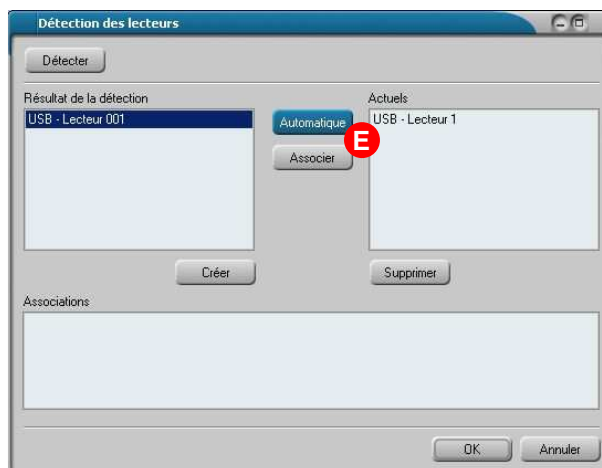 Détection des lecteurs
Détecter
Résultat de la détection
Actuels
USB - Lecteur 001
Automatique
USB - Lecteur 1
E
Associer
Créer
Supprimer
Associations
OK
Annuler